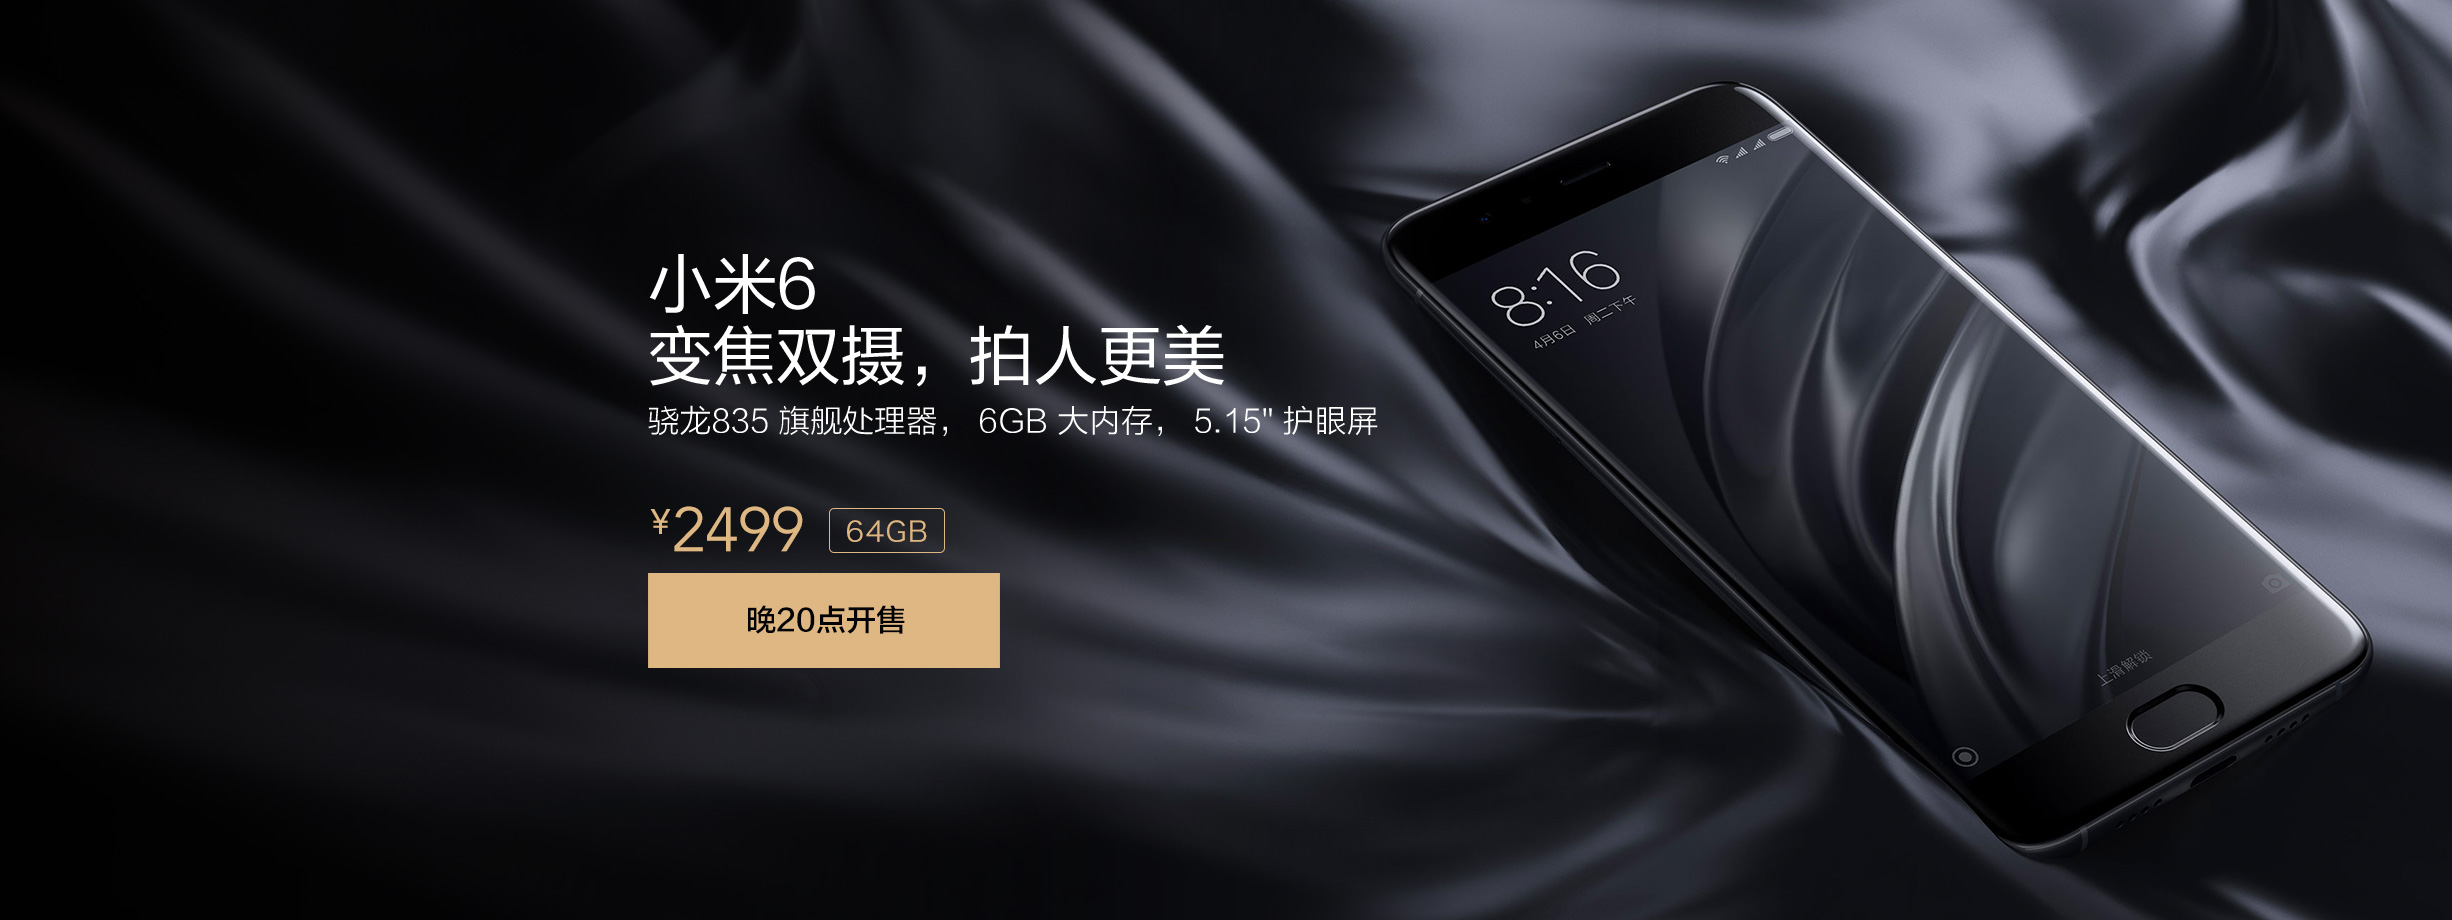 小米6
变焦双摄，拍人更美
骁龙835 旗舰处理器， 6GB 大内存， 5.15" 护眼屏
¥2499 64GB
晚20点开售
8:16
4月6日 周二下午
上滑解锁